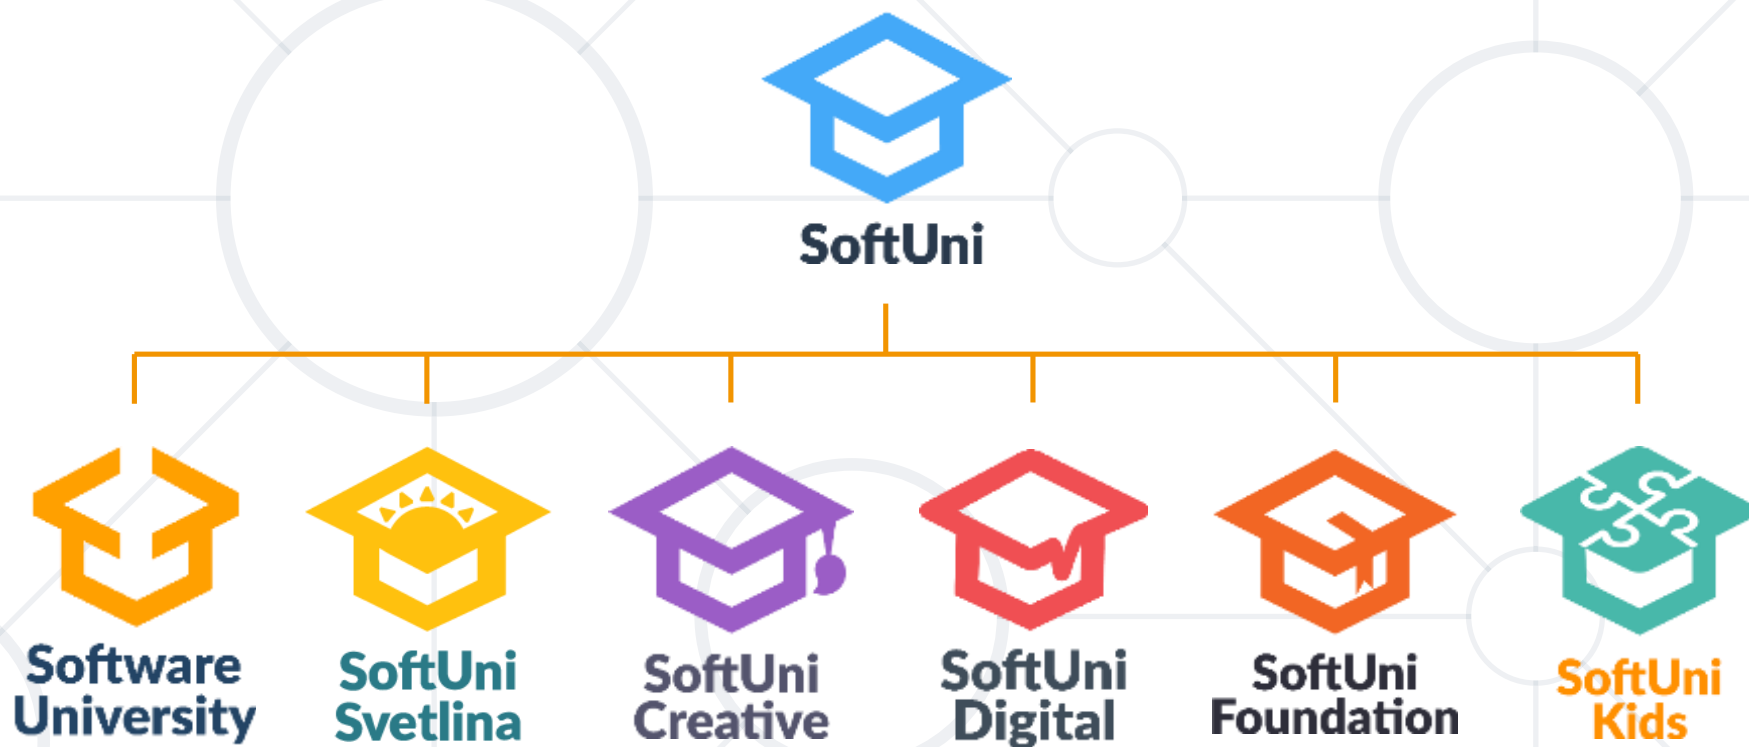 SoftUni
Software
University
SoftUni
Svetlina
SoftUni
Creative
SoftUni
Digital
SoftUni
Foundation
SoftUni
Kids